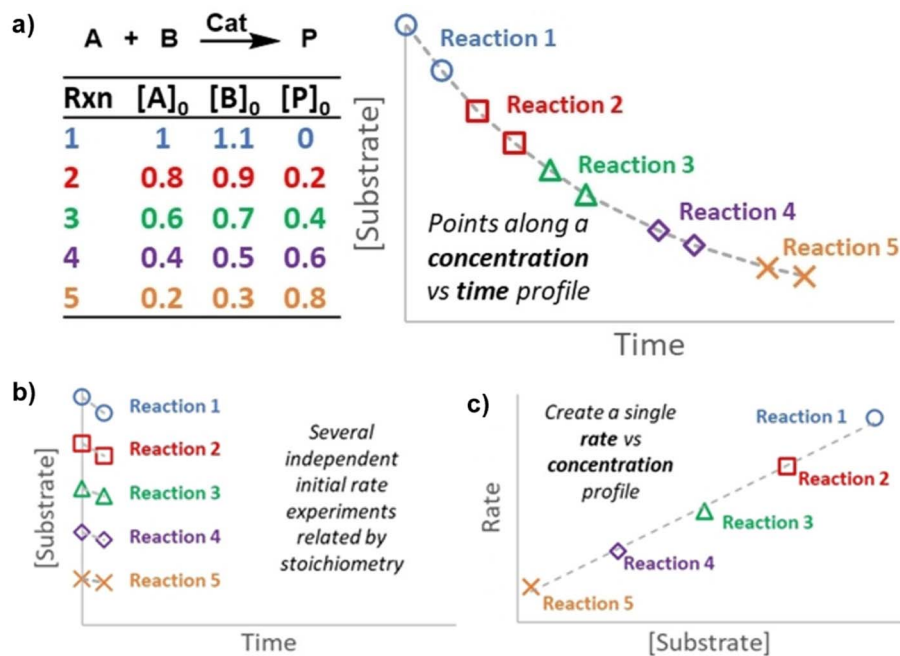 a)
A + B Cat P
Rxn [A]0 [B]0 [P]0
1 1 1.1 0
2 0.8 0.9 0.2
3 0.6 0.7 0.4
4 0.4 0.5 0.6
5 0.2 0.3 0.8
[Substrate]
Reaction 1
Reaction 2
Reaction 3
Reaction 4
Reaction 5
Points along a
concentration
vs time profile
Time
b)
[Substrate]
Reaction 1
Reaction 2
Reaction 3
Reaction 4
Reaction 5
Several
independent
initial rate
experiments
related by
stoichiometry
Time
c)
Rate
Create a single
rate vs
concentration
profile
Reaction 1
Reaction 2
Reaction 3
Reaction 4
Reaction 5
[Substrate]